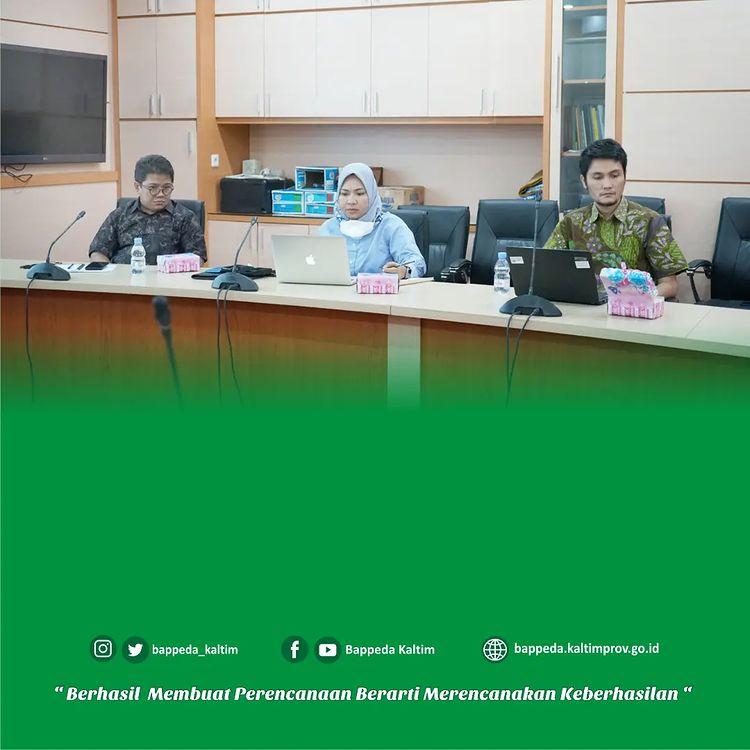 bappeda_kaltim
Bappeda Kaltim
bappeda.kaltimprov.go.id
“ Berhasil Membuat Perencanaan Berarti Merencanakan Keberhasilan “